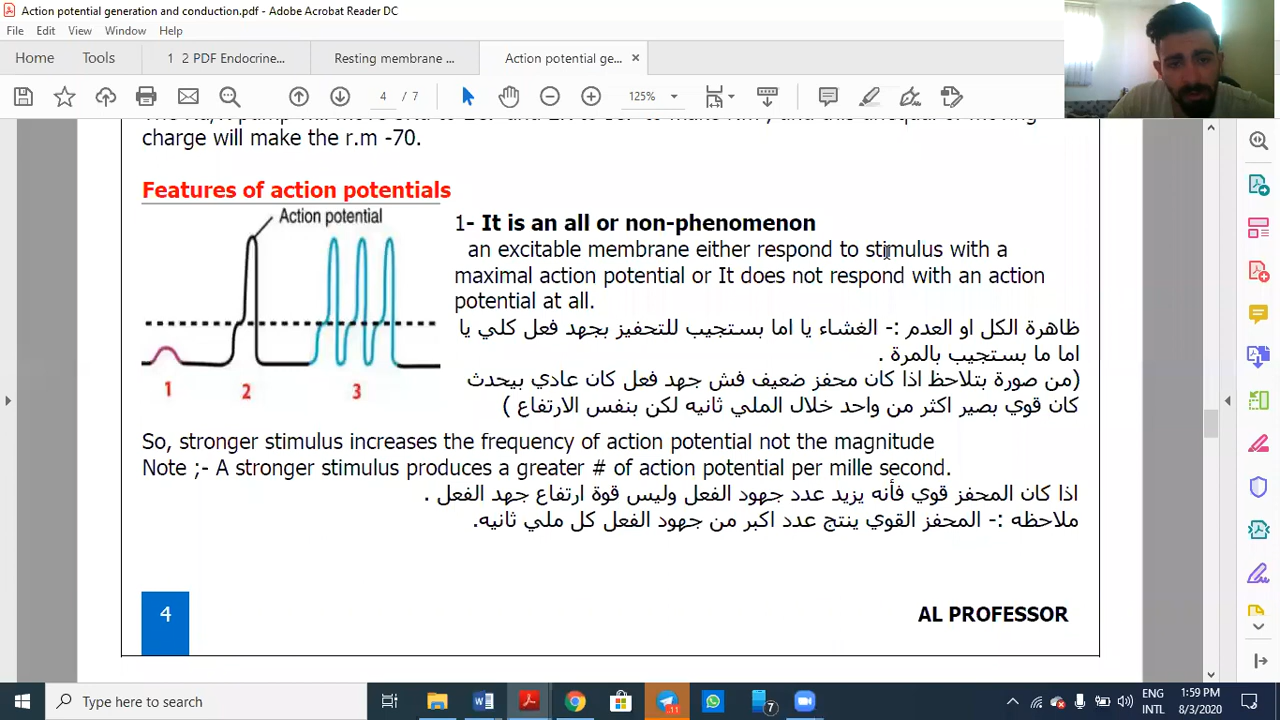 Action potential generation and conduction.pdf - Adobe Acrobat Reader DC
File Edit View Window Help
Home Tools 1 2 PDF Endocrine... Resting membrane ... Action potential ge... ×
4 / 7 125%
charge will make the r.m -70.
Features of action potentials
Action potential
1 2 3
1- It is an all or non-phenomenon
an excitable membrane either respond to stimulus with a
maximal action potential or It does not respond with an action
potential at all.
ظاهرة الكل او العدم :- الغشاء يا اما بستجيب للتحفيز بجهد فعل كلي يا
اما ما بستجيب بالمرة .
(من صورة بتلاحظ اذا كان محفز ضعيف فش جهد فعل كان عادي بيحدث
كان قوي بصير اكثر من واحد خلال الملي ثانيه لكن بنفس الارتفاع )
So, stronger stimulus increases the frequency of action potential not the magnitude
Note ;- A stronger stimulus produces a greater # of action potential per mille second.
اذا كان المحفز قوي فأنه يزيد عدد جهود الفعل وليس قوة ارتفاع جهد الفعل .
ملاحظه :- المحفز القوي ينتج عدد اكبر من جهود الفعل كل ملي ثانيه.
4 AL PROFESSOR
Type here to search
11
7
ENG
INTL
1:59 PM
8/3/2020